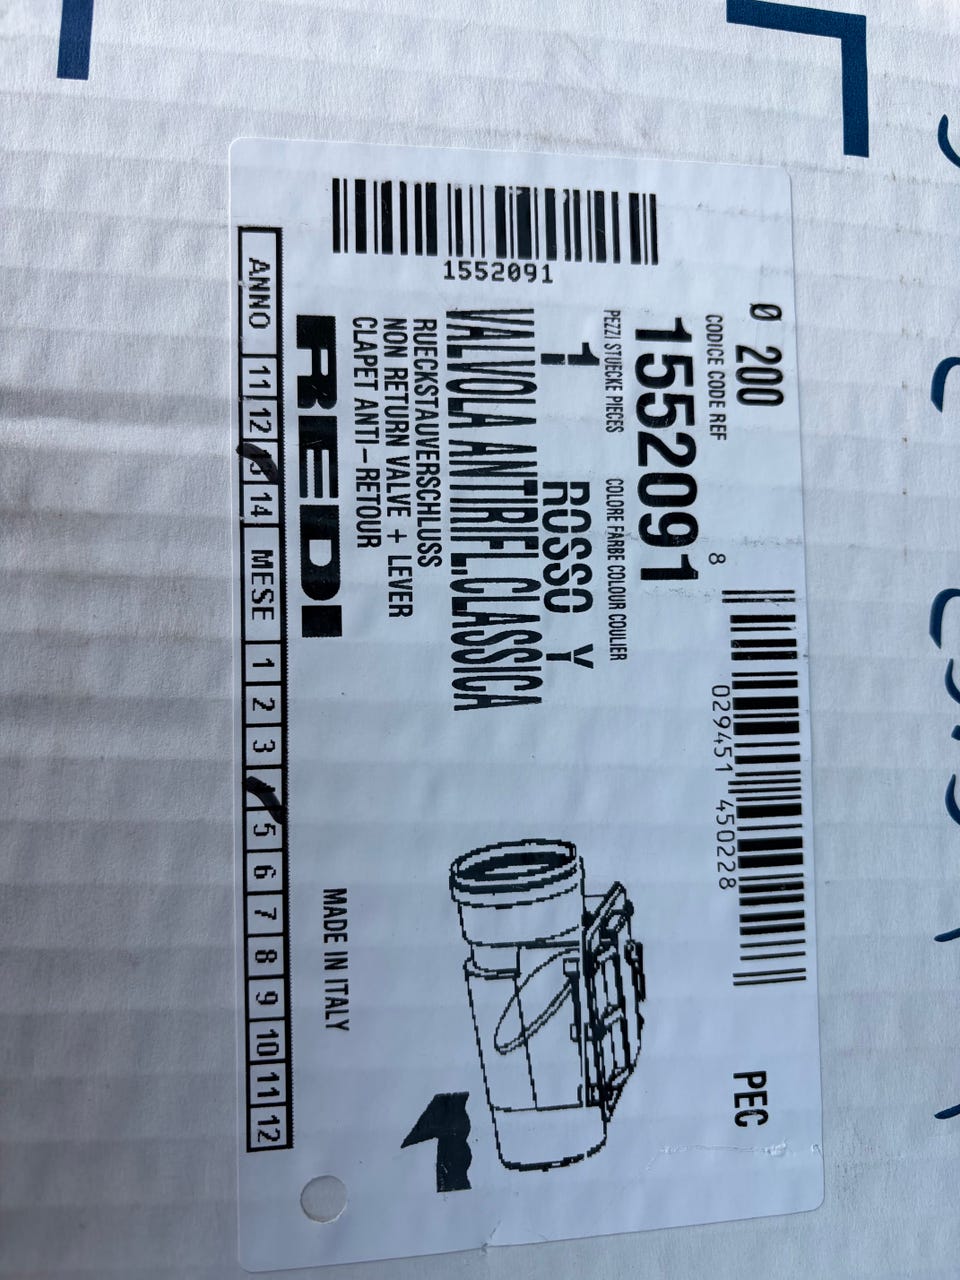 Ø 200
PEC
CODICE CODE REF
1552091
8 029451 450228
PEZZI STUECKE PIECES COLORE FARBE COLOUR COULIER
1 ROSSO Y
VALVOLA ANTIRIFL.CLASSICA
1552091
RUECKSTAUVERSCHLUSS
NON RETURN VALVE + LEVER
CLAPET ANTI-RETOUR
REDI
MADE IN ITALY
ANNO 11 12 13 14 MESE 1 2 3 4 5 6 7 8 9 10 11 12